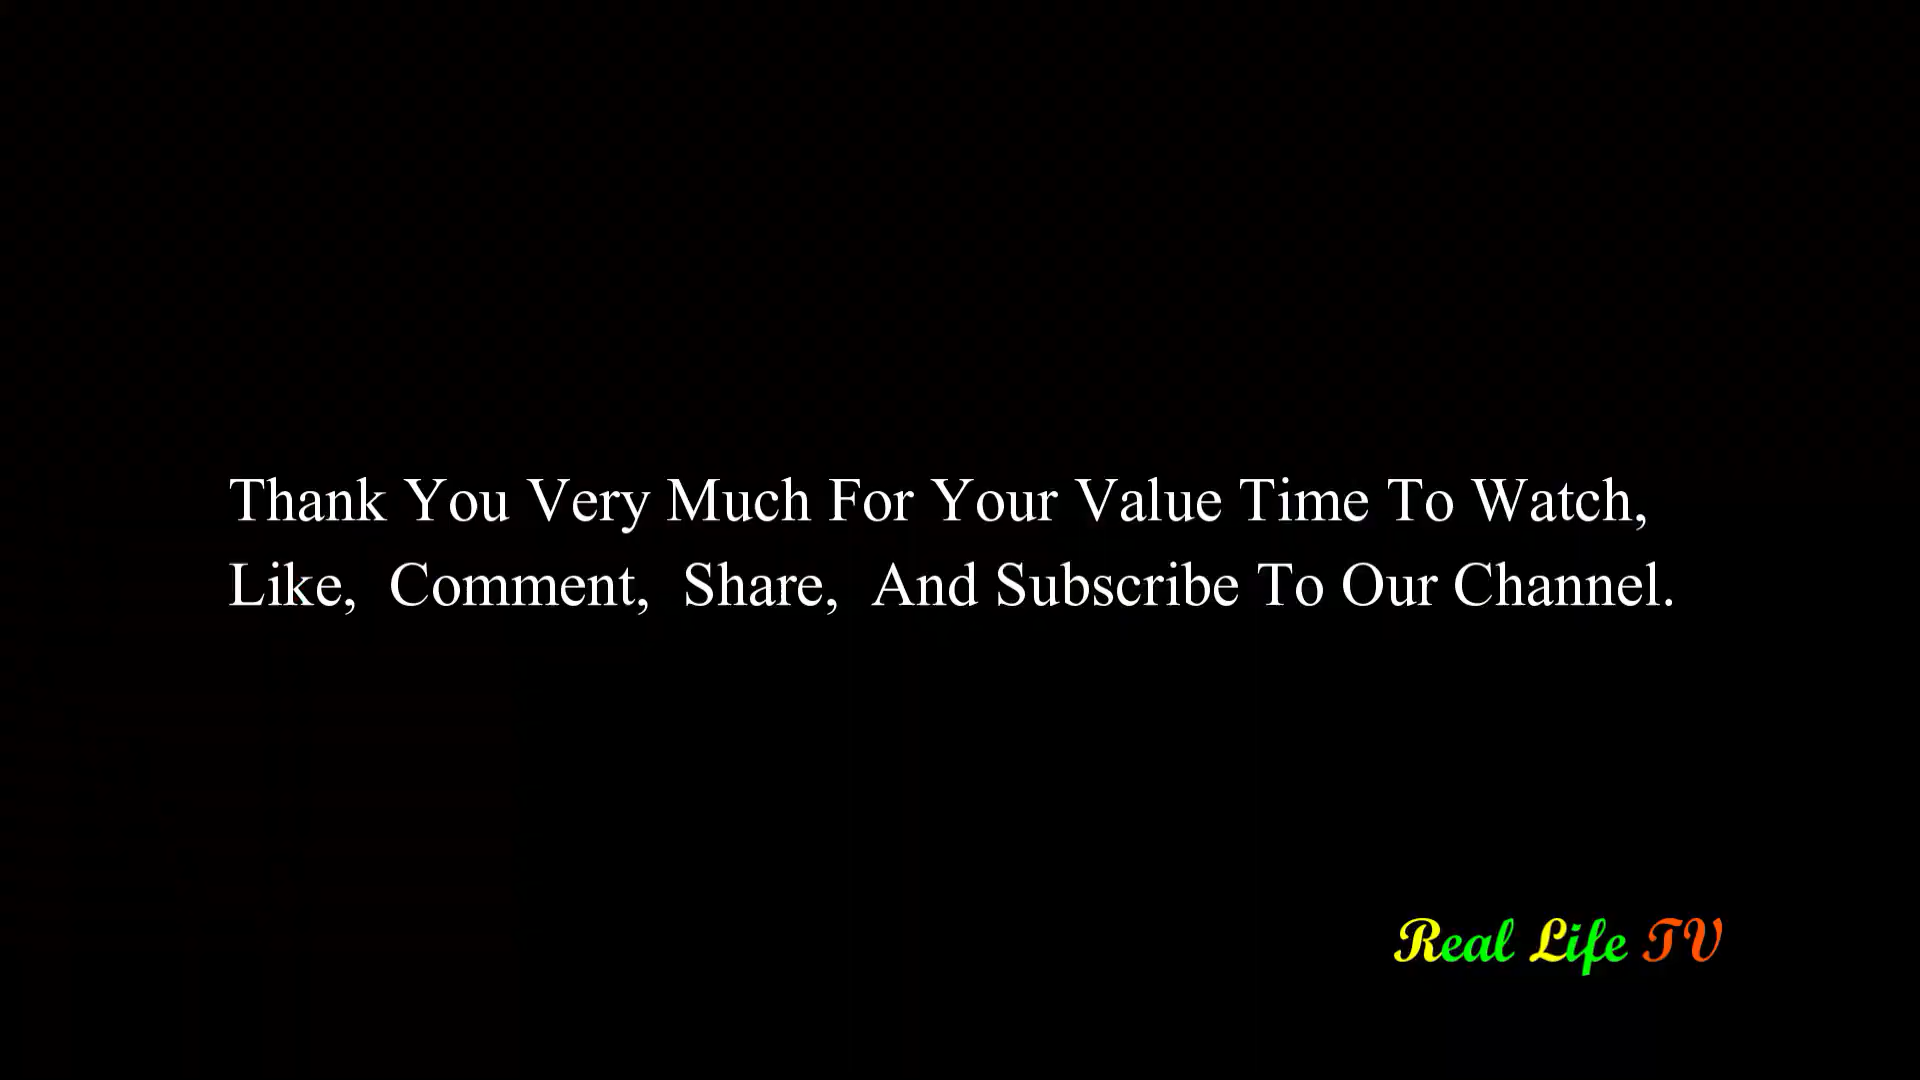 Thank You Very Much For Your Value Time To Watch,
Like,  Comment,  Share,  And Subscribe To Our Channel.
Real Life TV